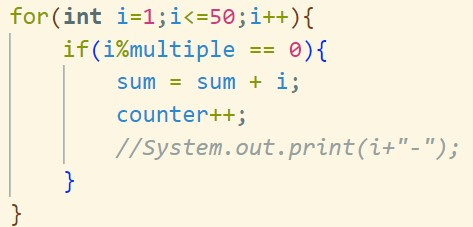 for(int i=1;i<=50;i++){
    if(i%multiple == 0){
        sum = sum + i;
        counter++;
        //System.out.print(i+"-");
    }
}